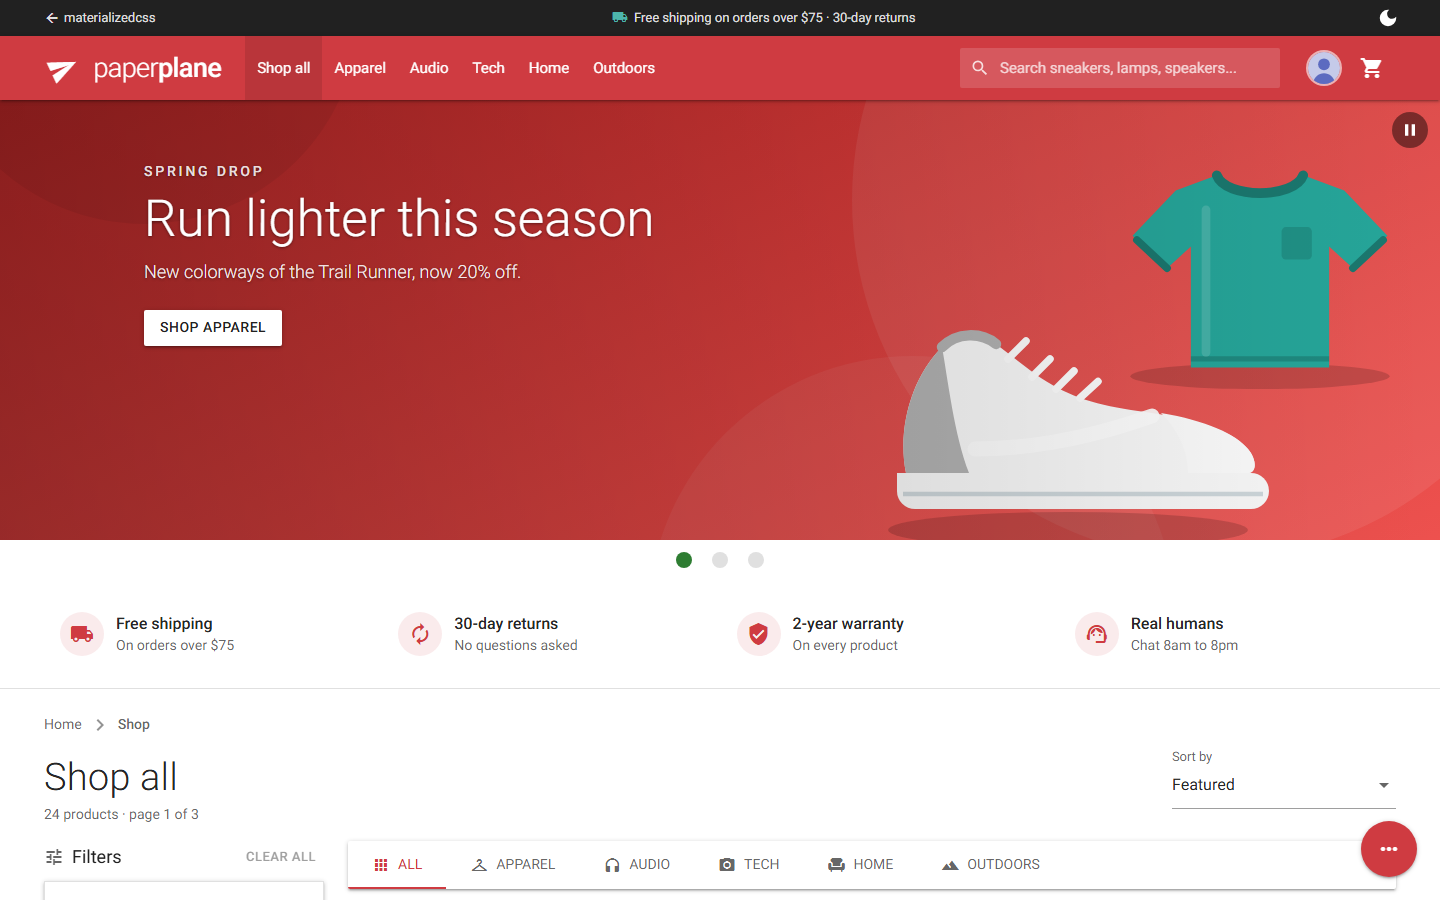 materializedcss
Free shipping on orders over $75 · 30-day returns
paperplane
Shop all
Apparel
Audio
Tech
Home
Outdoors
Search sneakers, lamps, speakers...
SPRING DROP
Run lighter this season
New colorways of the Trail Runner, now 20% off.
SHOP APPAREL
Free shipping
On orders over $75
30-day returns
No questions asked
2-year warranty
On every product
Real humans
Chat 8am to 8pm
Home
Shop
Shop all
24 products · page 1 of 3
Sort by
Featured
Filters
CLEAR ALL
ALL
APPAREL
AUDIO
TECH
HOME
OUTDOORS